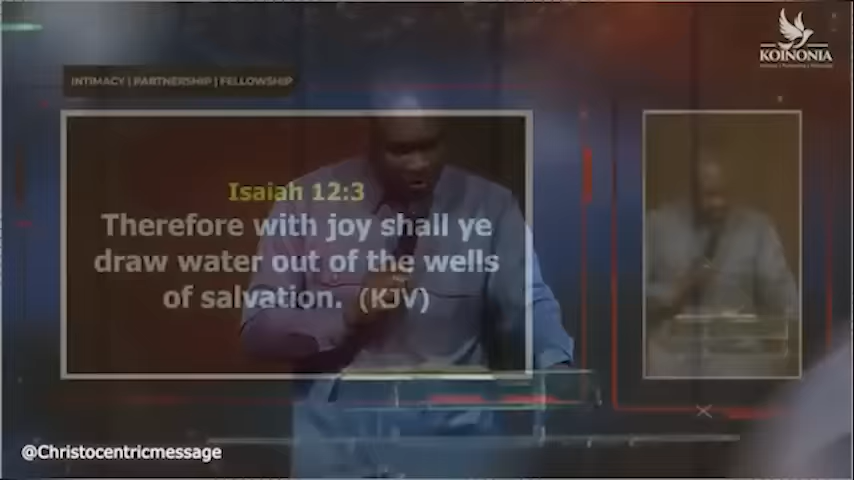 KOINONIA
INTIMACY | PARTNERSHIP | FELLOWSHIP
Isaiah 12:3
Therefore with joy shall ye
draw water out of the wells
of salvation. (KJV)
@Christocentricmessage